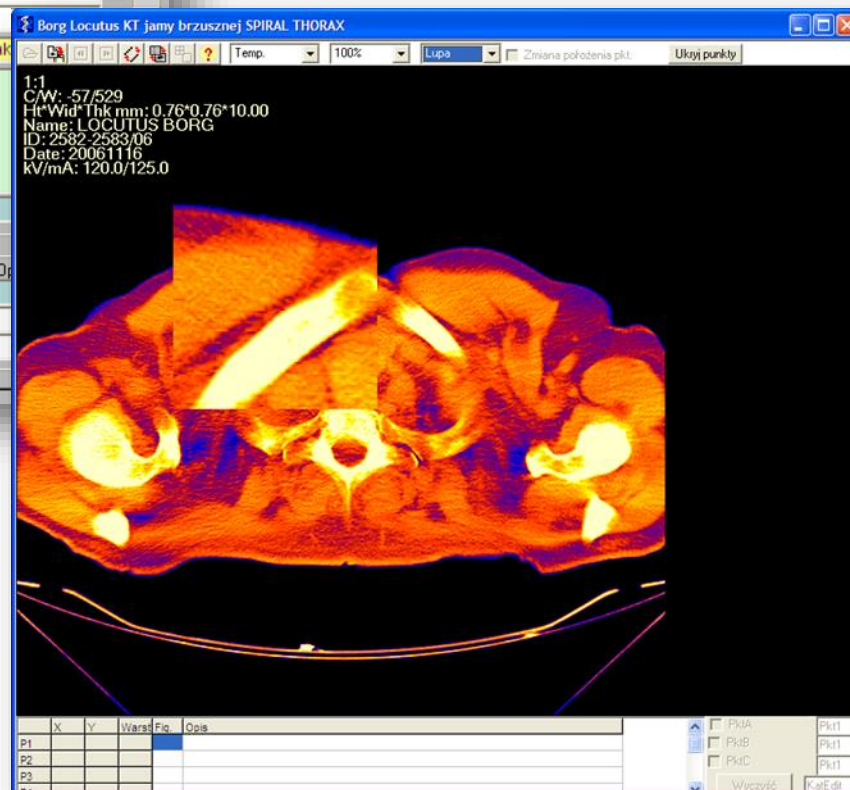 Borg Locutus KT jamy brzusznej SPIRAL THORAX
Temp. 100% Lupa Zmiana położenia pkt. Ukryj punkty
1:1
C/W: -57/529
Ht*Wid*Thk mm: 0.76*0.76*10.00
Name: LOCUTUS BORG
ID: 2582-2583/06
Date: 20061116
kV/mA: 120.0/125.0
X Y Warst Fig. Opis
P1
P2
P3
PktA Pkt1
PktB Pkt1
PktC Pkt1
Wyczyść KatEdit